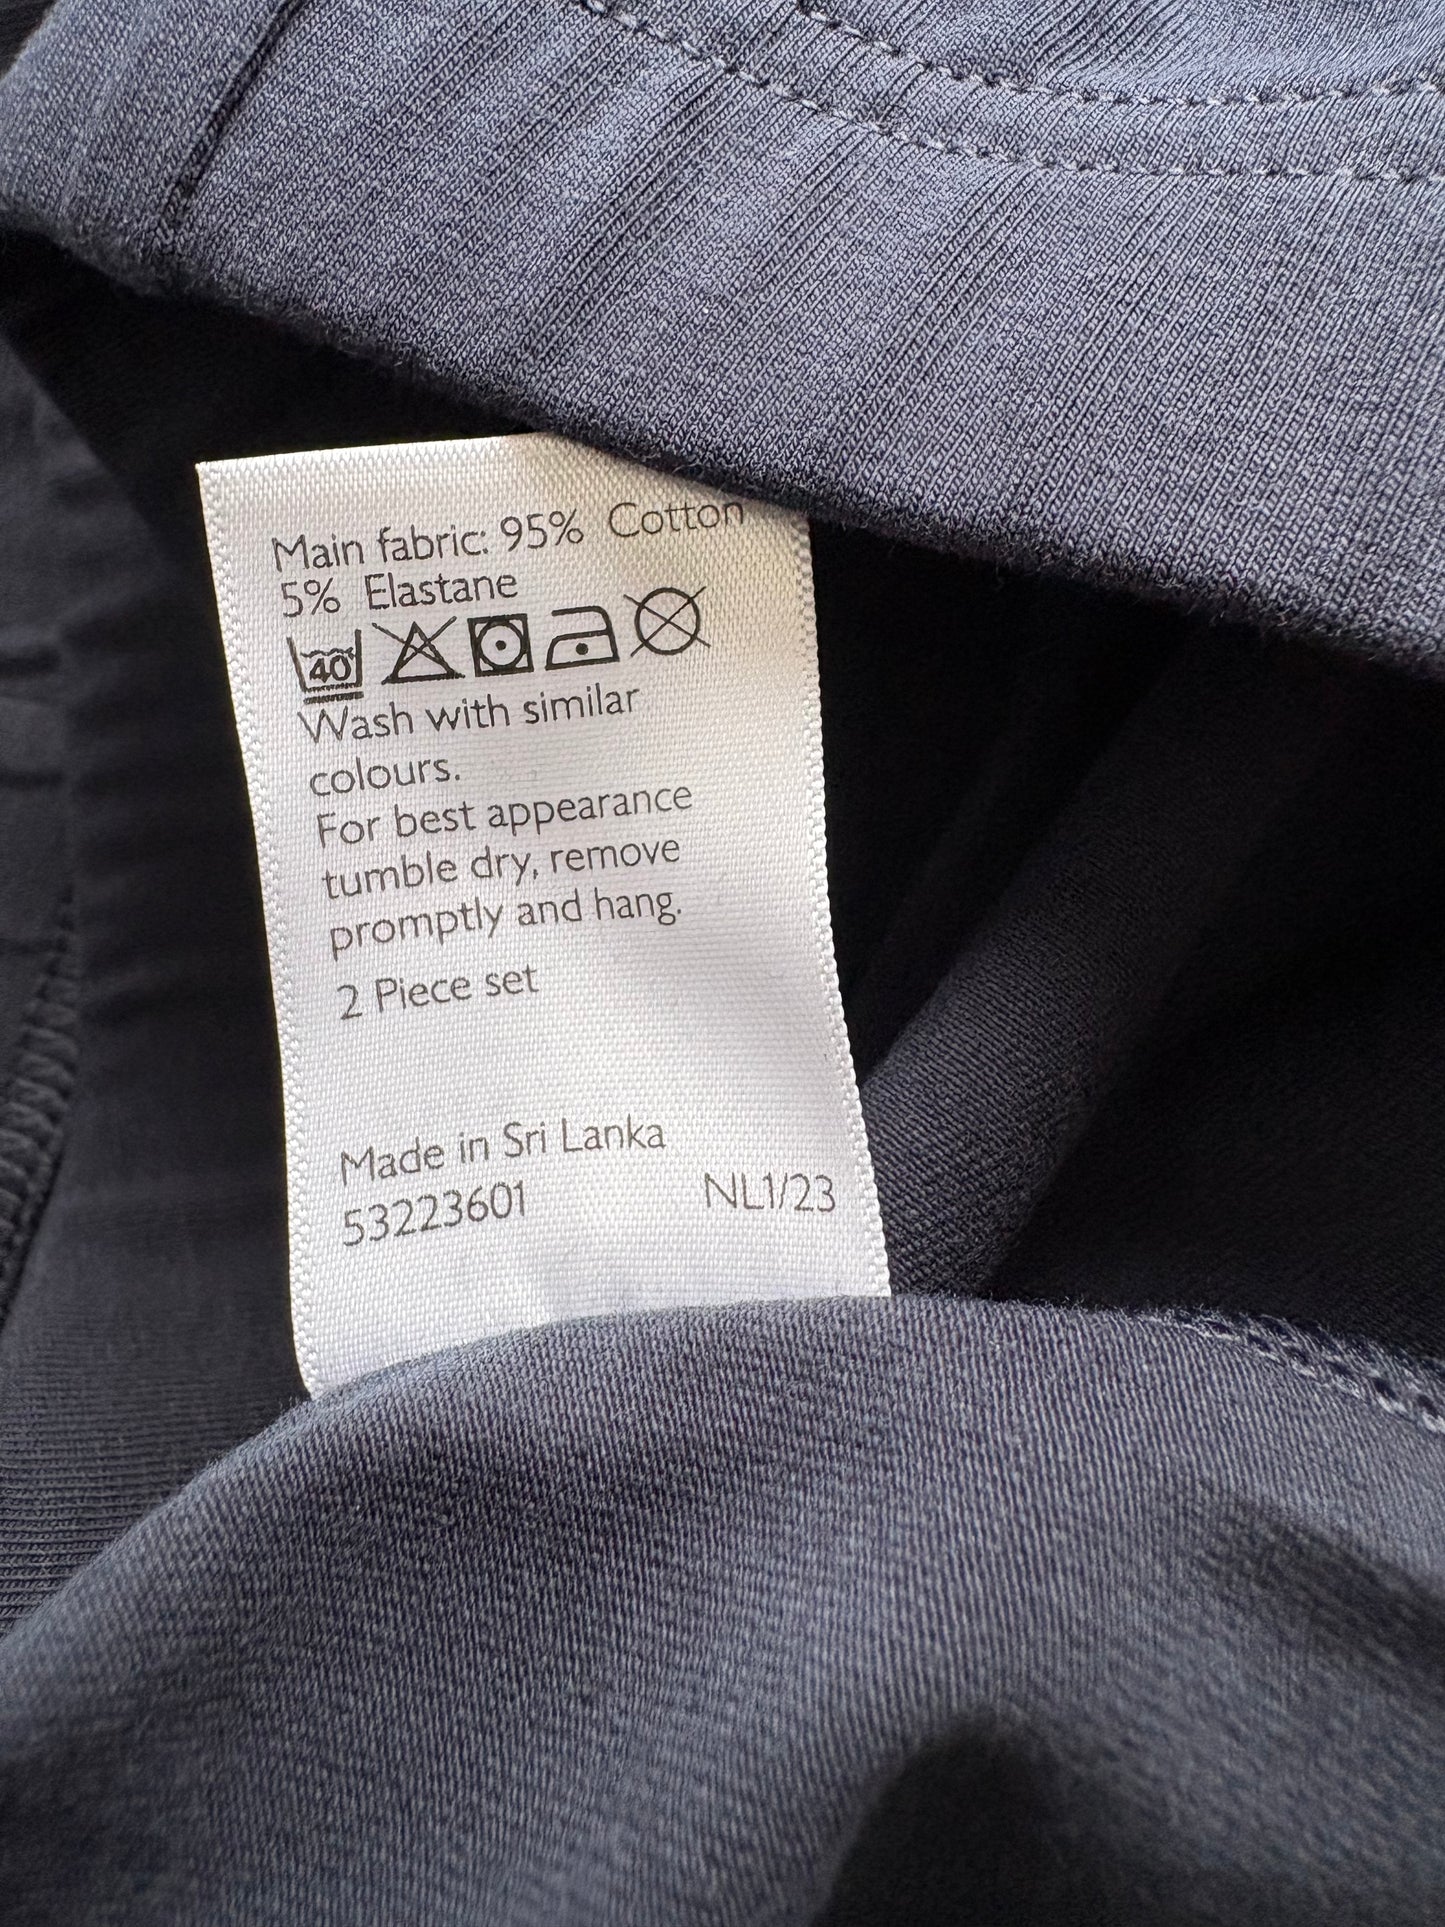 Main fabric: 95% Cotton
5% Elastane
40
Wash with similar
colours.
For best appearance
tumble dry, remove
promptly and hang.
2 Piece set
Made in Sri Lanka
53223601 NL1/23